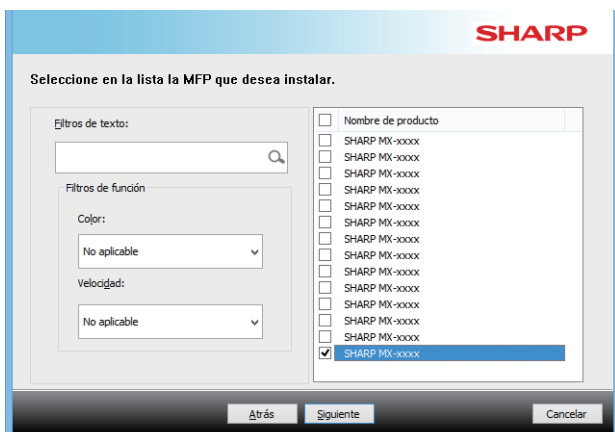 SHARP
Seleccione en la lista la MFP que desea instalar.
Filtros de texto:
Filtros de función
Color:
No aplicable
Velocidad:
No aplicable
Nombre de producto
SHARP MX-xxxx
SHARP MX-xxxx
SHARP MX-xxxx
SHARP MX-xxxx
SHARP MX-xxxx
SHARP MX-xxxx
SHARP MX-xxxx
SHARP MX-xxxx
SHARP MX-xxxx
SHARP MX-xxxx
SHARP MX-xxxx
SHARP MX-xxxx
SHARP MX-xxxx
SHARP MX-xxxx
Atrás
Siguiente
Cancelar